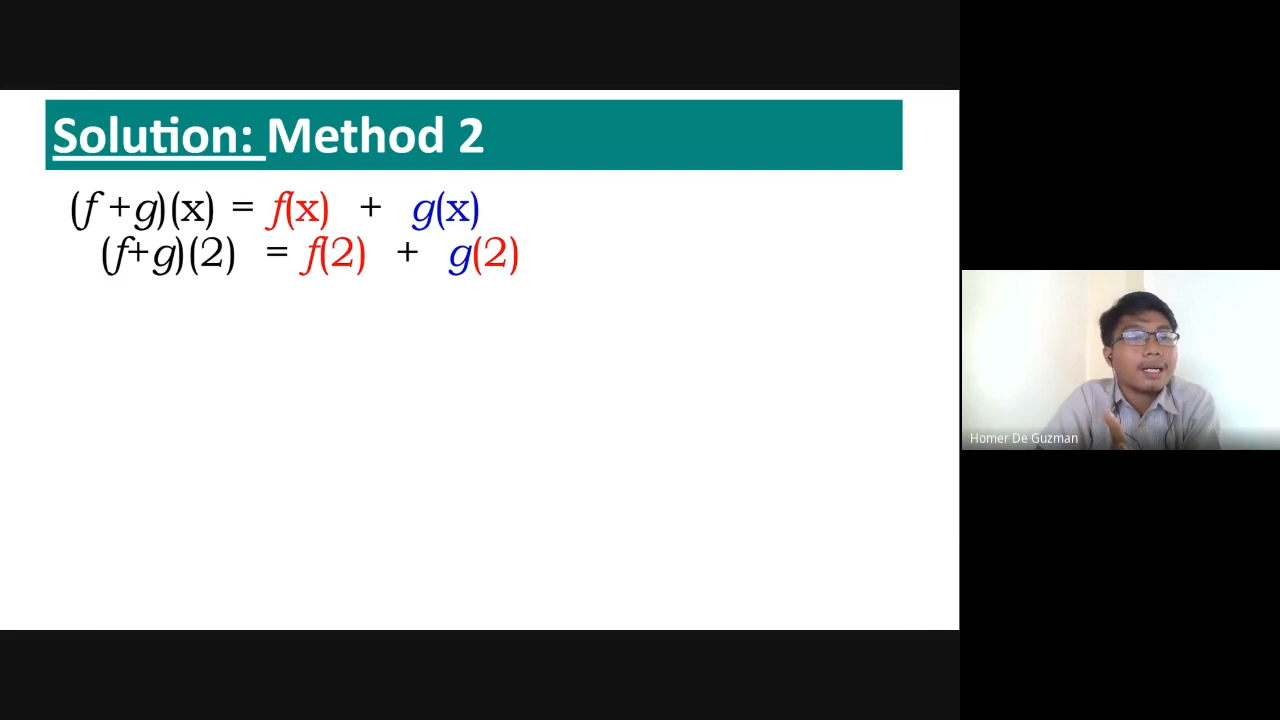 Solution: Method 2
(f +g)(x) = f(x) + g(x)
(f+g)(2) = f(2) + g(2)
Homer De Guzman